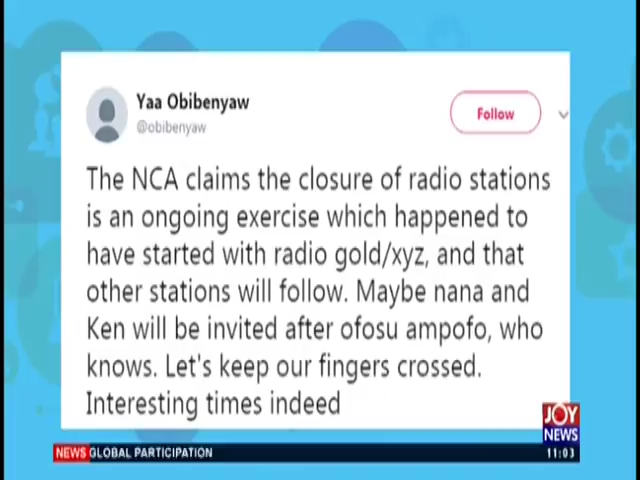 Yaa Obibenyaw
@obibenyaw
Follow
The NCA claims the closure of radio stations
is an ongoing exercise which happened to
have started with radio gold/xyz, and that
other stations will follow. Maybe nana and
Ken will be invited after ofosu ampofo, who
knows. Let's keep our fingers crossed.
Interesting times indeed
JOY
NEWS
NEWS GLOBAL PARTICIPATION
11:03